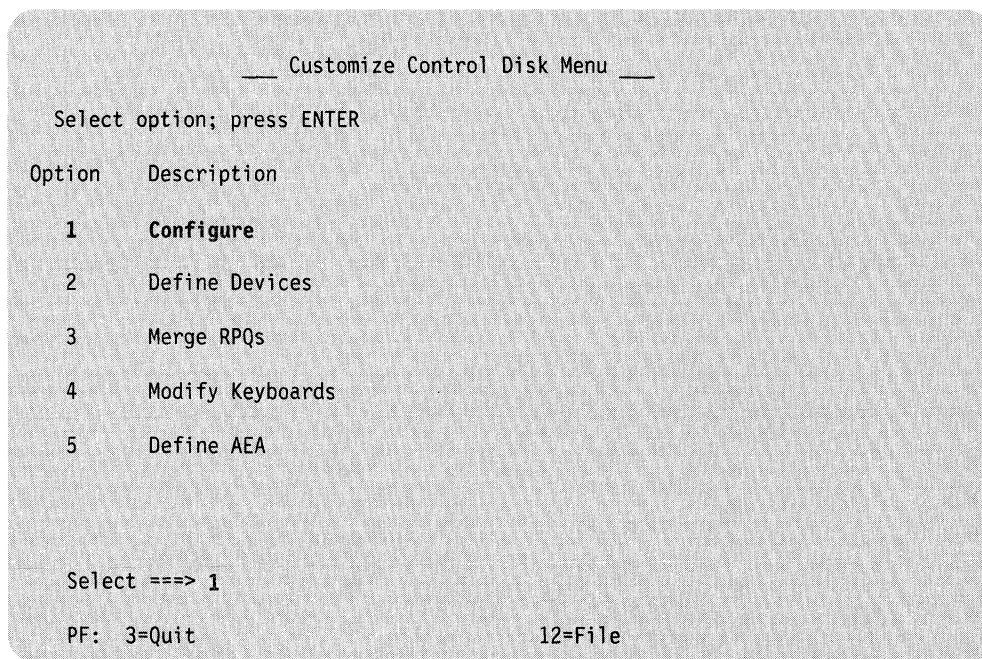 ___ Customize Control Disk Menu ___
Select option; press ENTER
Option Description
1 Configure
2 Define Devices
3 Merge RPQs
4 Modify Keyboards
5 Define AEA
Select ===> 1
PF: 3=Quit 12=File